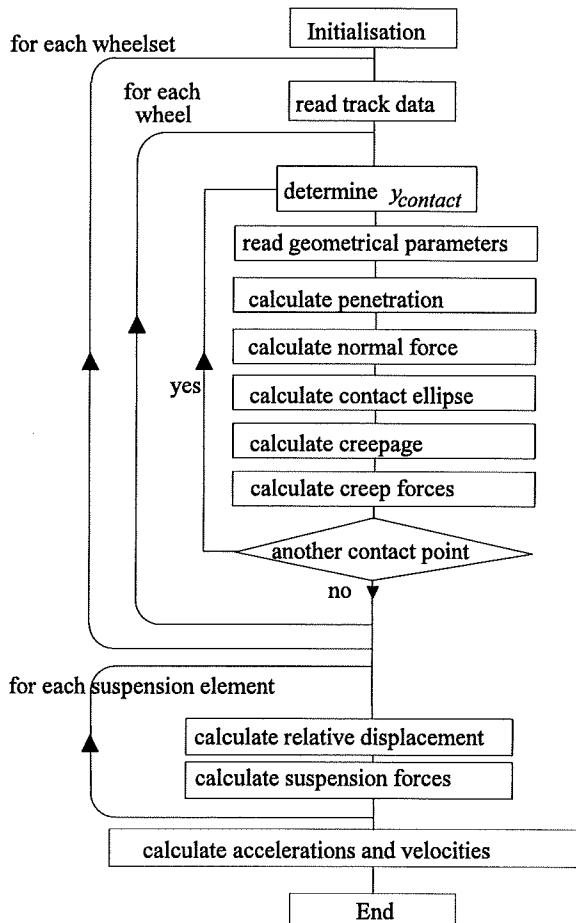 Initialisation
for each wheelset
read track data
for each
wheel
determine y_contact
read geometrical parameters
calculate penetration
calculate normal force
yes
calculate contact ellipse
calculate creepage
calculate creep forces
another contact point
no
for each suspension element
calculate relative displacement
calculate suspension forces
calculate accelerations and velocities
End